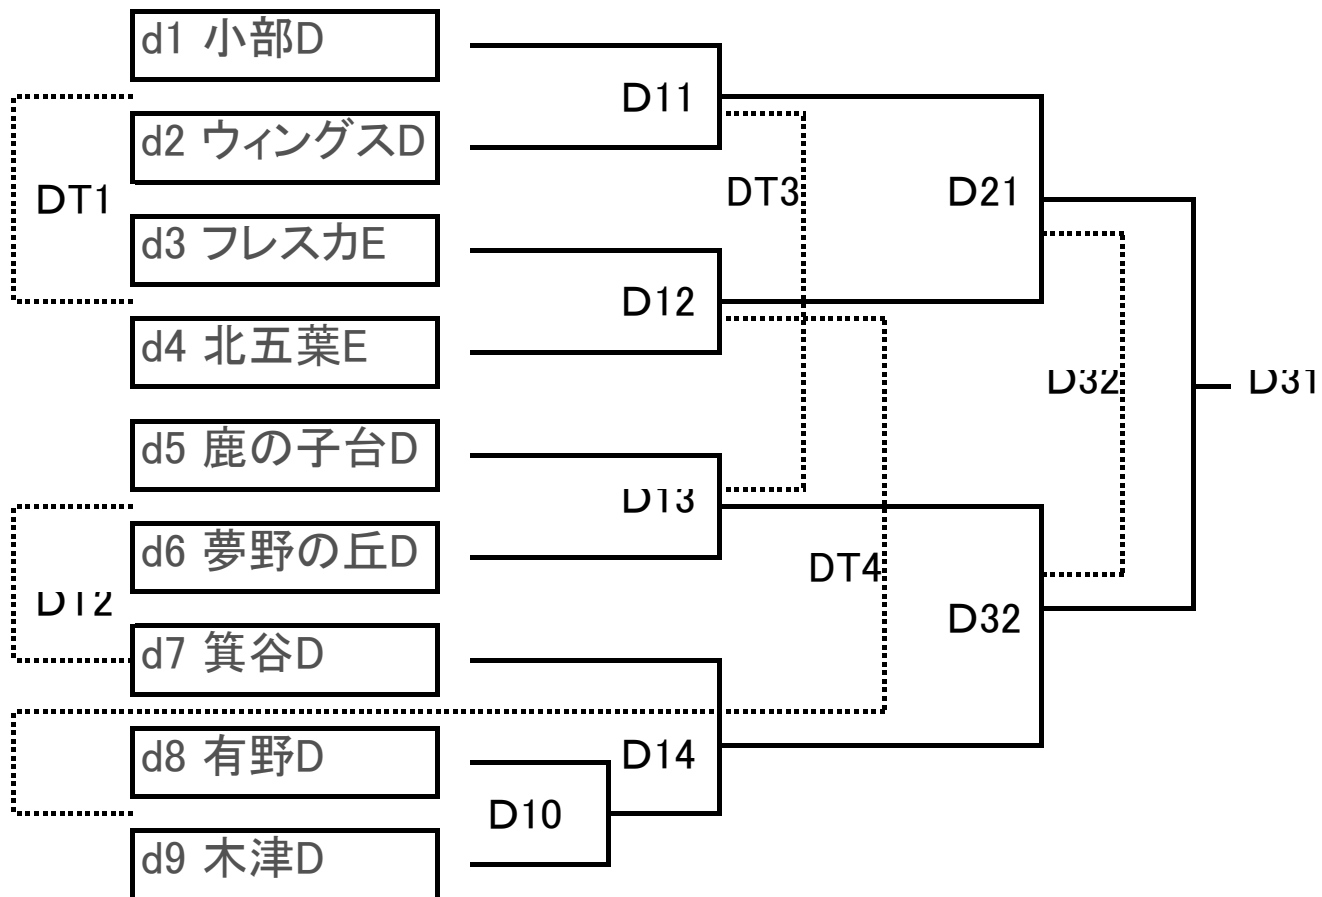 d1 小部D
D11
d2 ウィングスD
DT1
DT3
D21
d3 フレスカE
D12
d4 北五葉E
D32
D31
d5 鹿の子台D
D13
d6 夢野の丘D
DT4
DT2
D32
d7 箕谷D
d8 有野D
D14
D10
d9 木津D